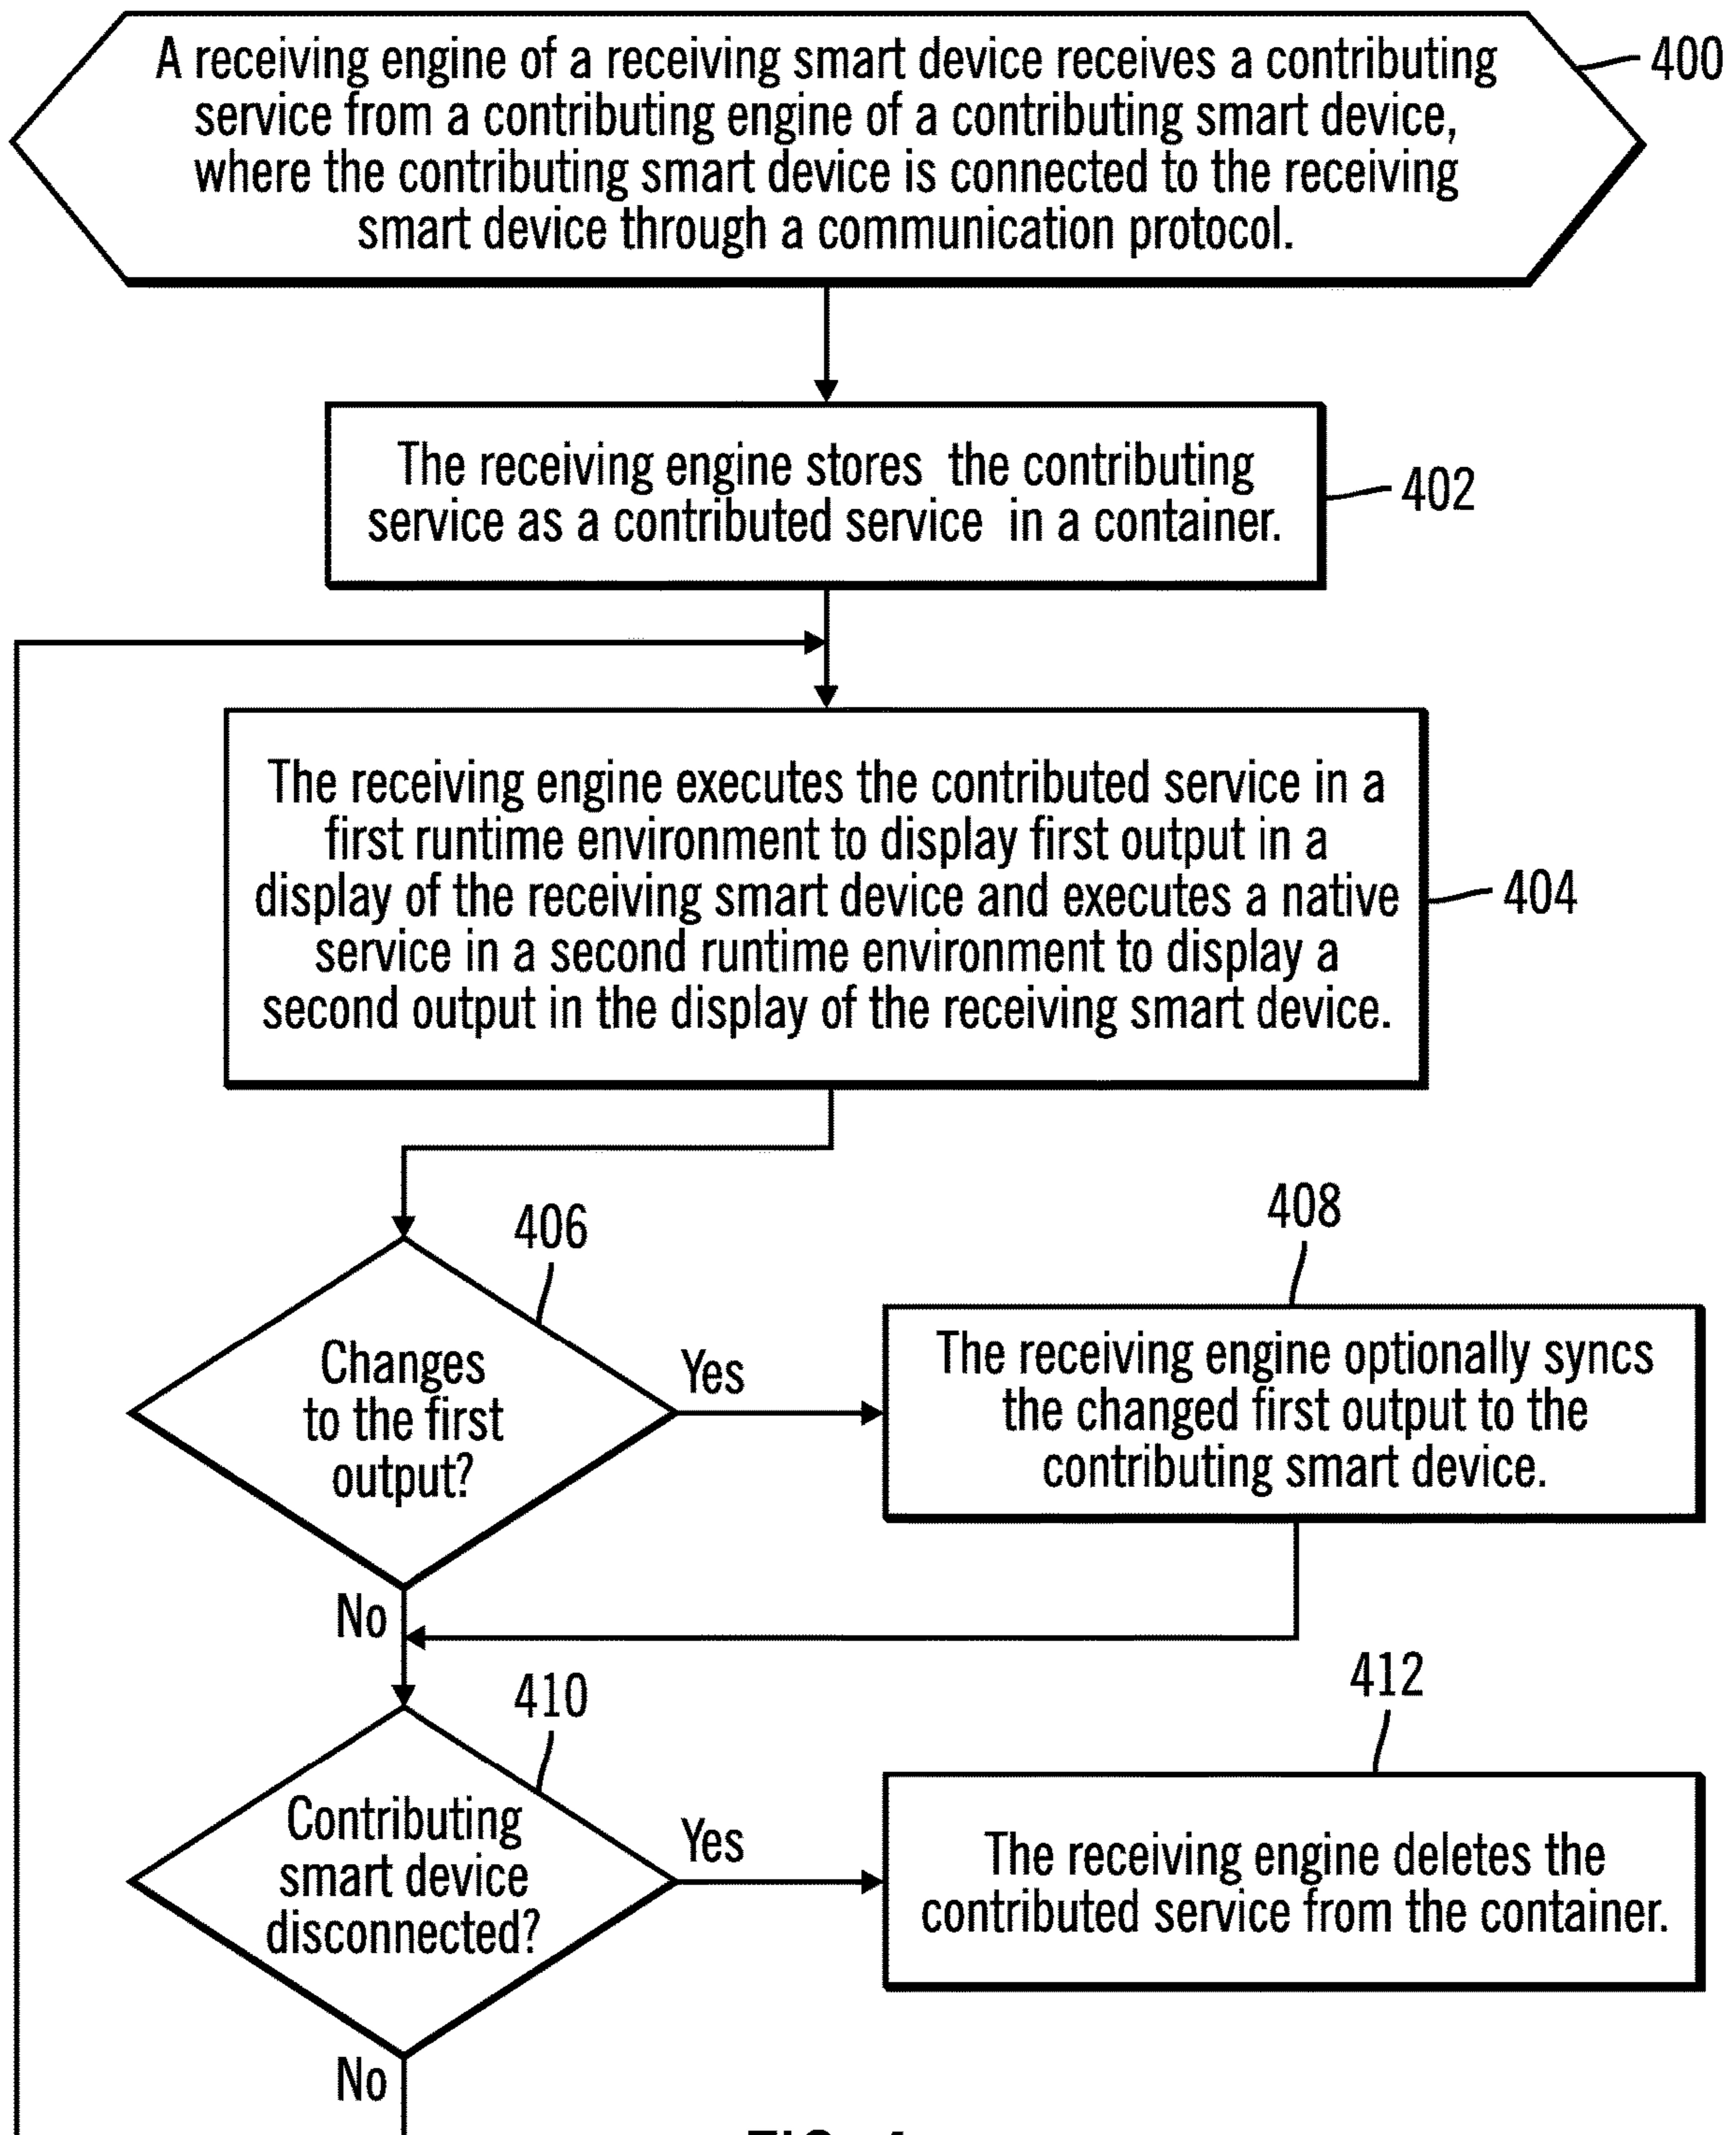 A receiving engine of a receiving smart device receives a contributing
service from a contributing engine of a contributing smart device,
where the contributing smart device is connected to the receiving
smart device through a communication protocol.
400
The receiving engine stores the contributing
service as a contributed service in a container.
402
The receiving engine executes the contributed service in a
first runtime environment to display first output in a
display of the receiving smart device and executes a native
service in a second runtime environment to display a
second output in the display of the receiving smart device.
404
406
408
Changes
to the first
output?
Yes
The receiving engine optionally syncs
the changed first output to the
contributing smart device.
No
410
412
Contributing
smart device
disconnected?
Yes
The receiving engine deletes the
contributed service from the container.
No